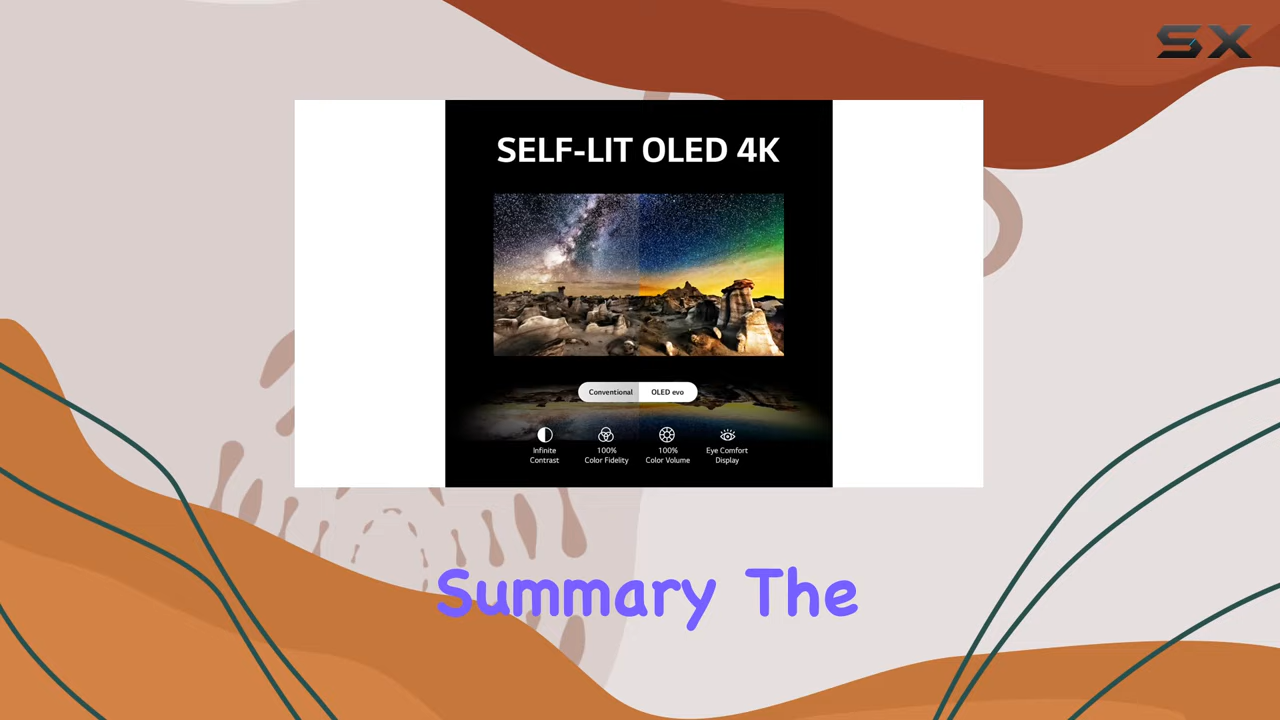 SX
SELF-LIT OLED 4K
Conventional OLED evo
Infinite Contrast
100% Color Fidelity
100% Color Volume
Eye Comfort Display
Summary The